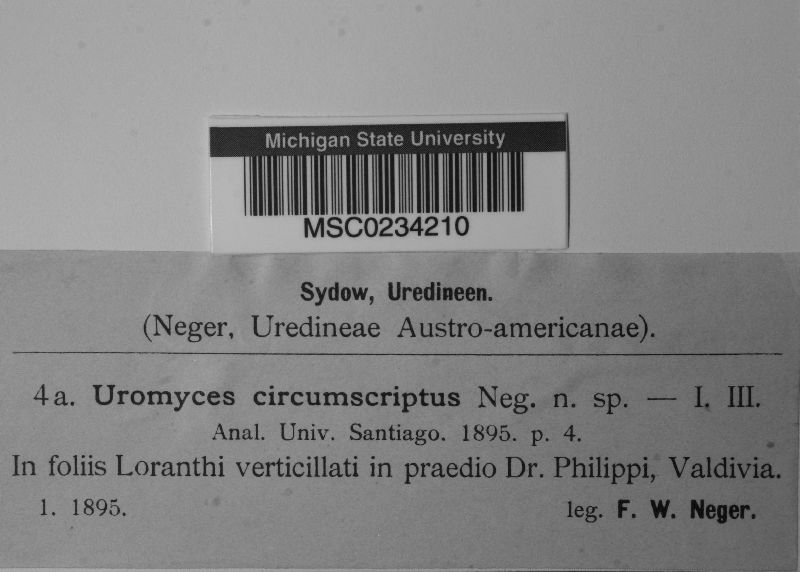 Michigan State University
MSC0234210
Sydow, Uredineen.
(Neger, Uredineae Austro-americanae).
4a. Uromyces circumscriptus Neg. n. sp. — I. III.
Anal. Univ. Santiago. 1895. p. 4.
In foliis Loranthi verticillati in praedio Dr. Philippi, Valdivia.
1. 1895. leg. F. W. Neger.